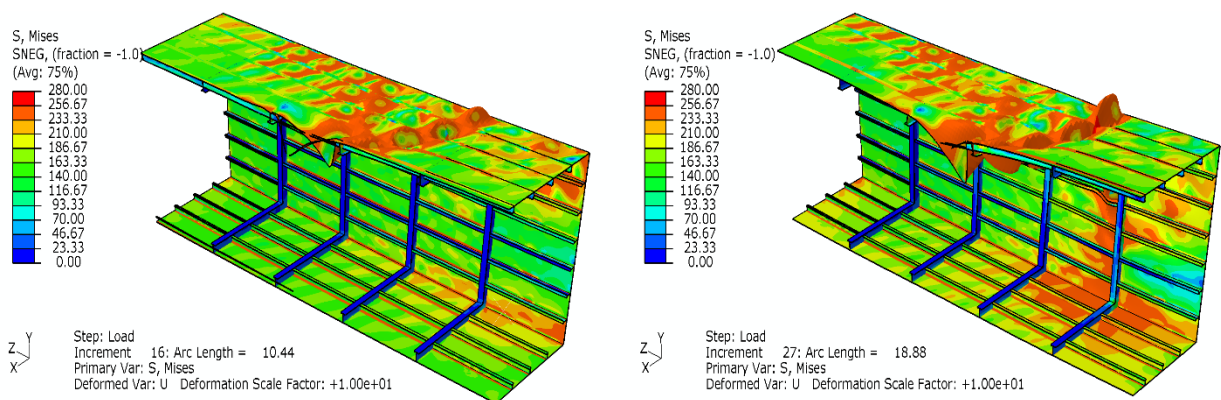 S, Mises
SNEG, (fraction = -1.0)
(Avg: 75%)
280.00
256.67
233.33
210.00
186.67
163.33
140.00
116.67
93.33
70.00
46.67
23.33
0.00
Y
Z
X
Step: Load
Increment 16: Arc Length = 10.44
Primary Var: S, Mises
Deformed Var: U Deformation Scale Factor: +1.00e+01
S, Mises
SNEG, (fraction = -1.0)
(Avg: 75%)
280.00
256.67
233.33
210.00
186.67
163.33
140.00
116.67
93.33
70.00
46.67
23.33
0.00
Y
Z
X
Step: Load
Increment 27: Arc Length = 18.88
Primary Var: S, Mises
Deformed Var: U Deformation Scale Factor: +1.00e+01